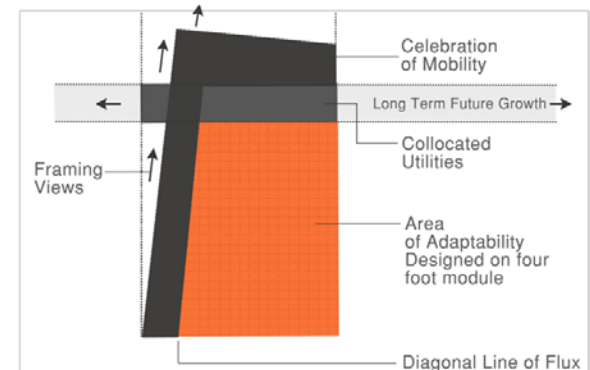 Celebration
of Mobility
Long Term Future Growth
Collocated
Utilities
Framing
Views
Area
of Adaptability
Designed on four
foot module
Diagonal Line of Flux